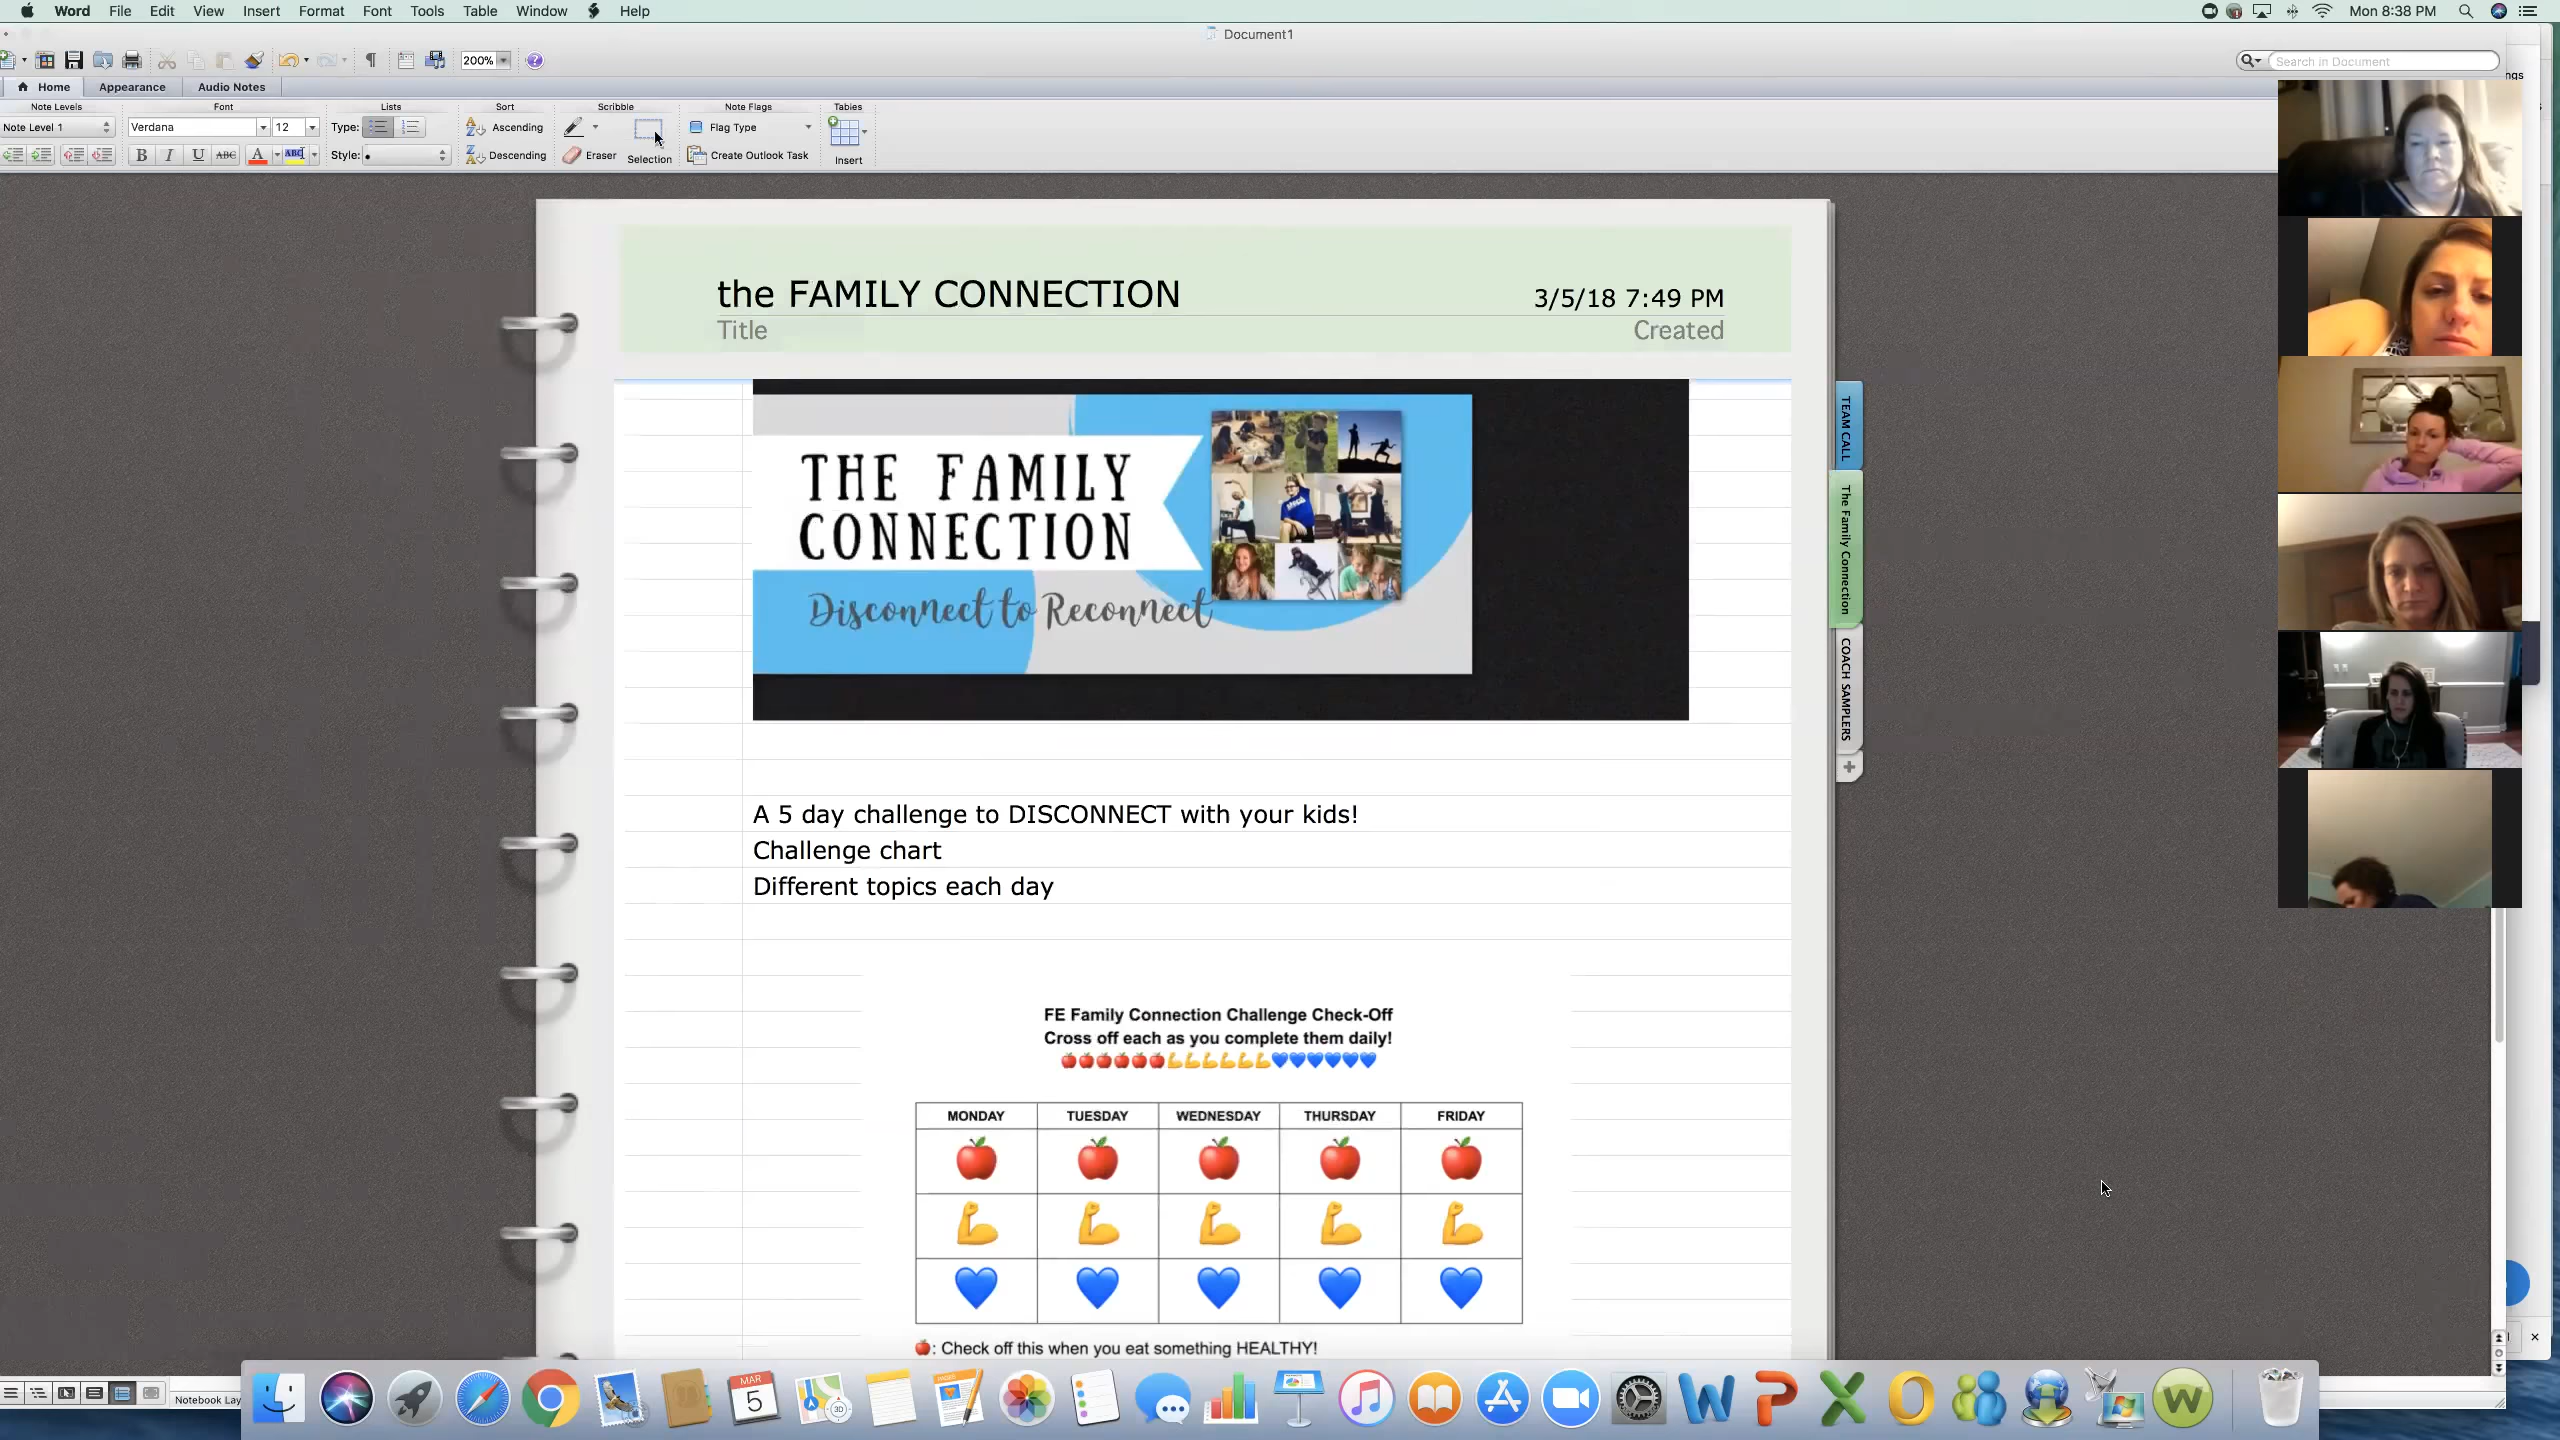 Word File Edit View Insert Format Font Tools Table Window Help
Mon 8:38 PM
Document1
200%
Search in Document
Home Appearance Audio Notes
Note Levels Font Lists Sort Scribble Note Flags Tables
Note Level 1 Verdana 12 Type: Ascending Flag Type
B I U ABC A ABC Style: Descending Eraser Selection Create Outlook Task Insert
the FAMILY CONNECTION 3/5/18 7:49 PM
Title Created
THE FAMILY
CONNECTION
Disconnect to Reconnect
TEAM CALL
The Family Connection
COACH SAMPLERS
A 5 day challenge to DISCONNECT with your kids!
Challenge chart
Different topics each day
FE Family Connection Challenge Check-Off
Cross off each as you complete them daily!
🍎🍎🍎🍎🍎🍎💪💪💪💪💪💪💙💙💙💙💙💙
MONDAY TUESDAY WEDNESDAY THURSDAY FRIDAY
🍎 🍎 🍎 🍎 🍎
💪 💪 💪 💪 💪
💙 💙 💙 💙 💙
🍎: Check off this when you eat something HEALTHY!
Notebook Lay
MAR
5
3D
PAGES
W P X O W